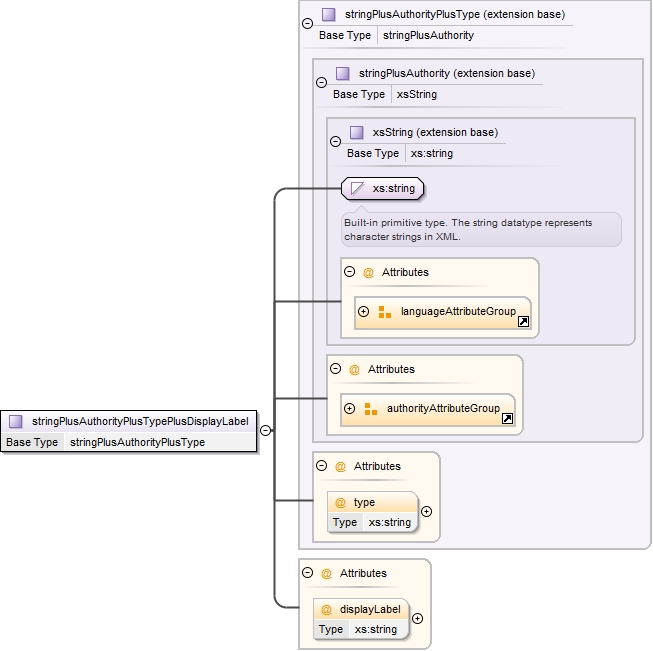 stringPlusAuthorityPlusType (extension base)
Base Type stringPlusAuthority
stringPlusAuthority (extension base)
Base Type xsString
xsString (extension base)
Base Type xs:string
xs:string
Built-in primitive type. The string datatype represents
character strings in XML.
@ Attributes
languageAttributeGroup
@ Attributes
authorityAttributeGroup
stringPlusAuthorityPlusTypePlusDisplayLabel
Base Type stringPlusAuthorityPlusType
@ Attributes
@ type
Type xs:string
@ Attributes
@ displayLabel
Type xs:string